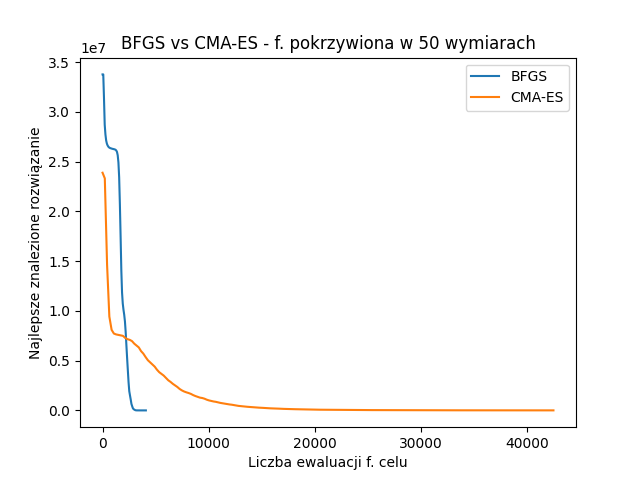 BFGS vs CMA-ES - f. pokrzywiona w 50 wymiarach
1e7
BFGS
CMA-ES
3.5
3.0
2.5
2.0
1.5
1.0
0.5
0.0
Najlepsze znalezione rozwiązanie
0 10000 20000 30000 40000
Liczba ewaluacji f. celu